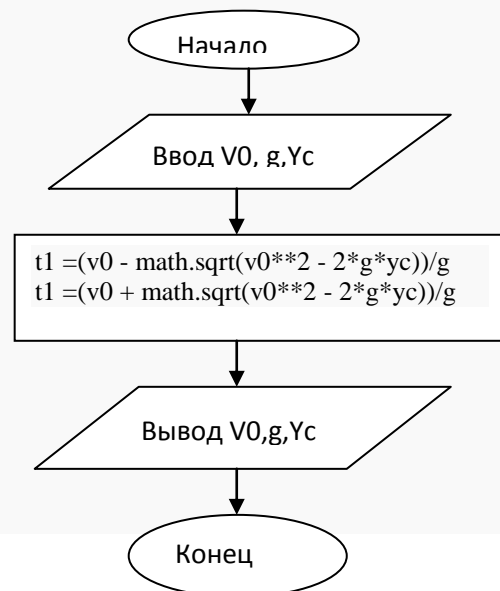 Начало
Ввод V0, g,Yc
t1 =(v0 - math.sqrt(v0**2 - 2*g*yc))/g
t1 =(v0 + math.sqrt(v0**2 - 2*g*yc))/g
Вывод V0,g,Yc
Конец